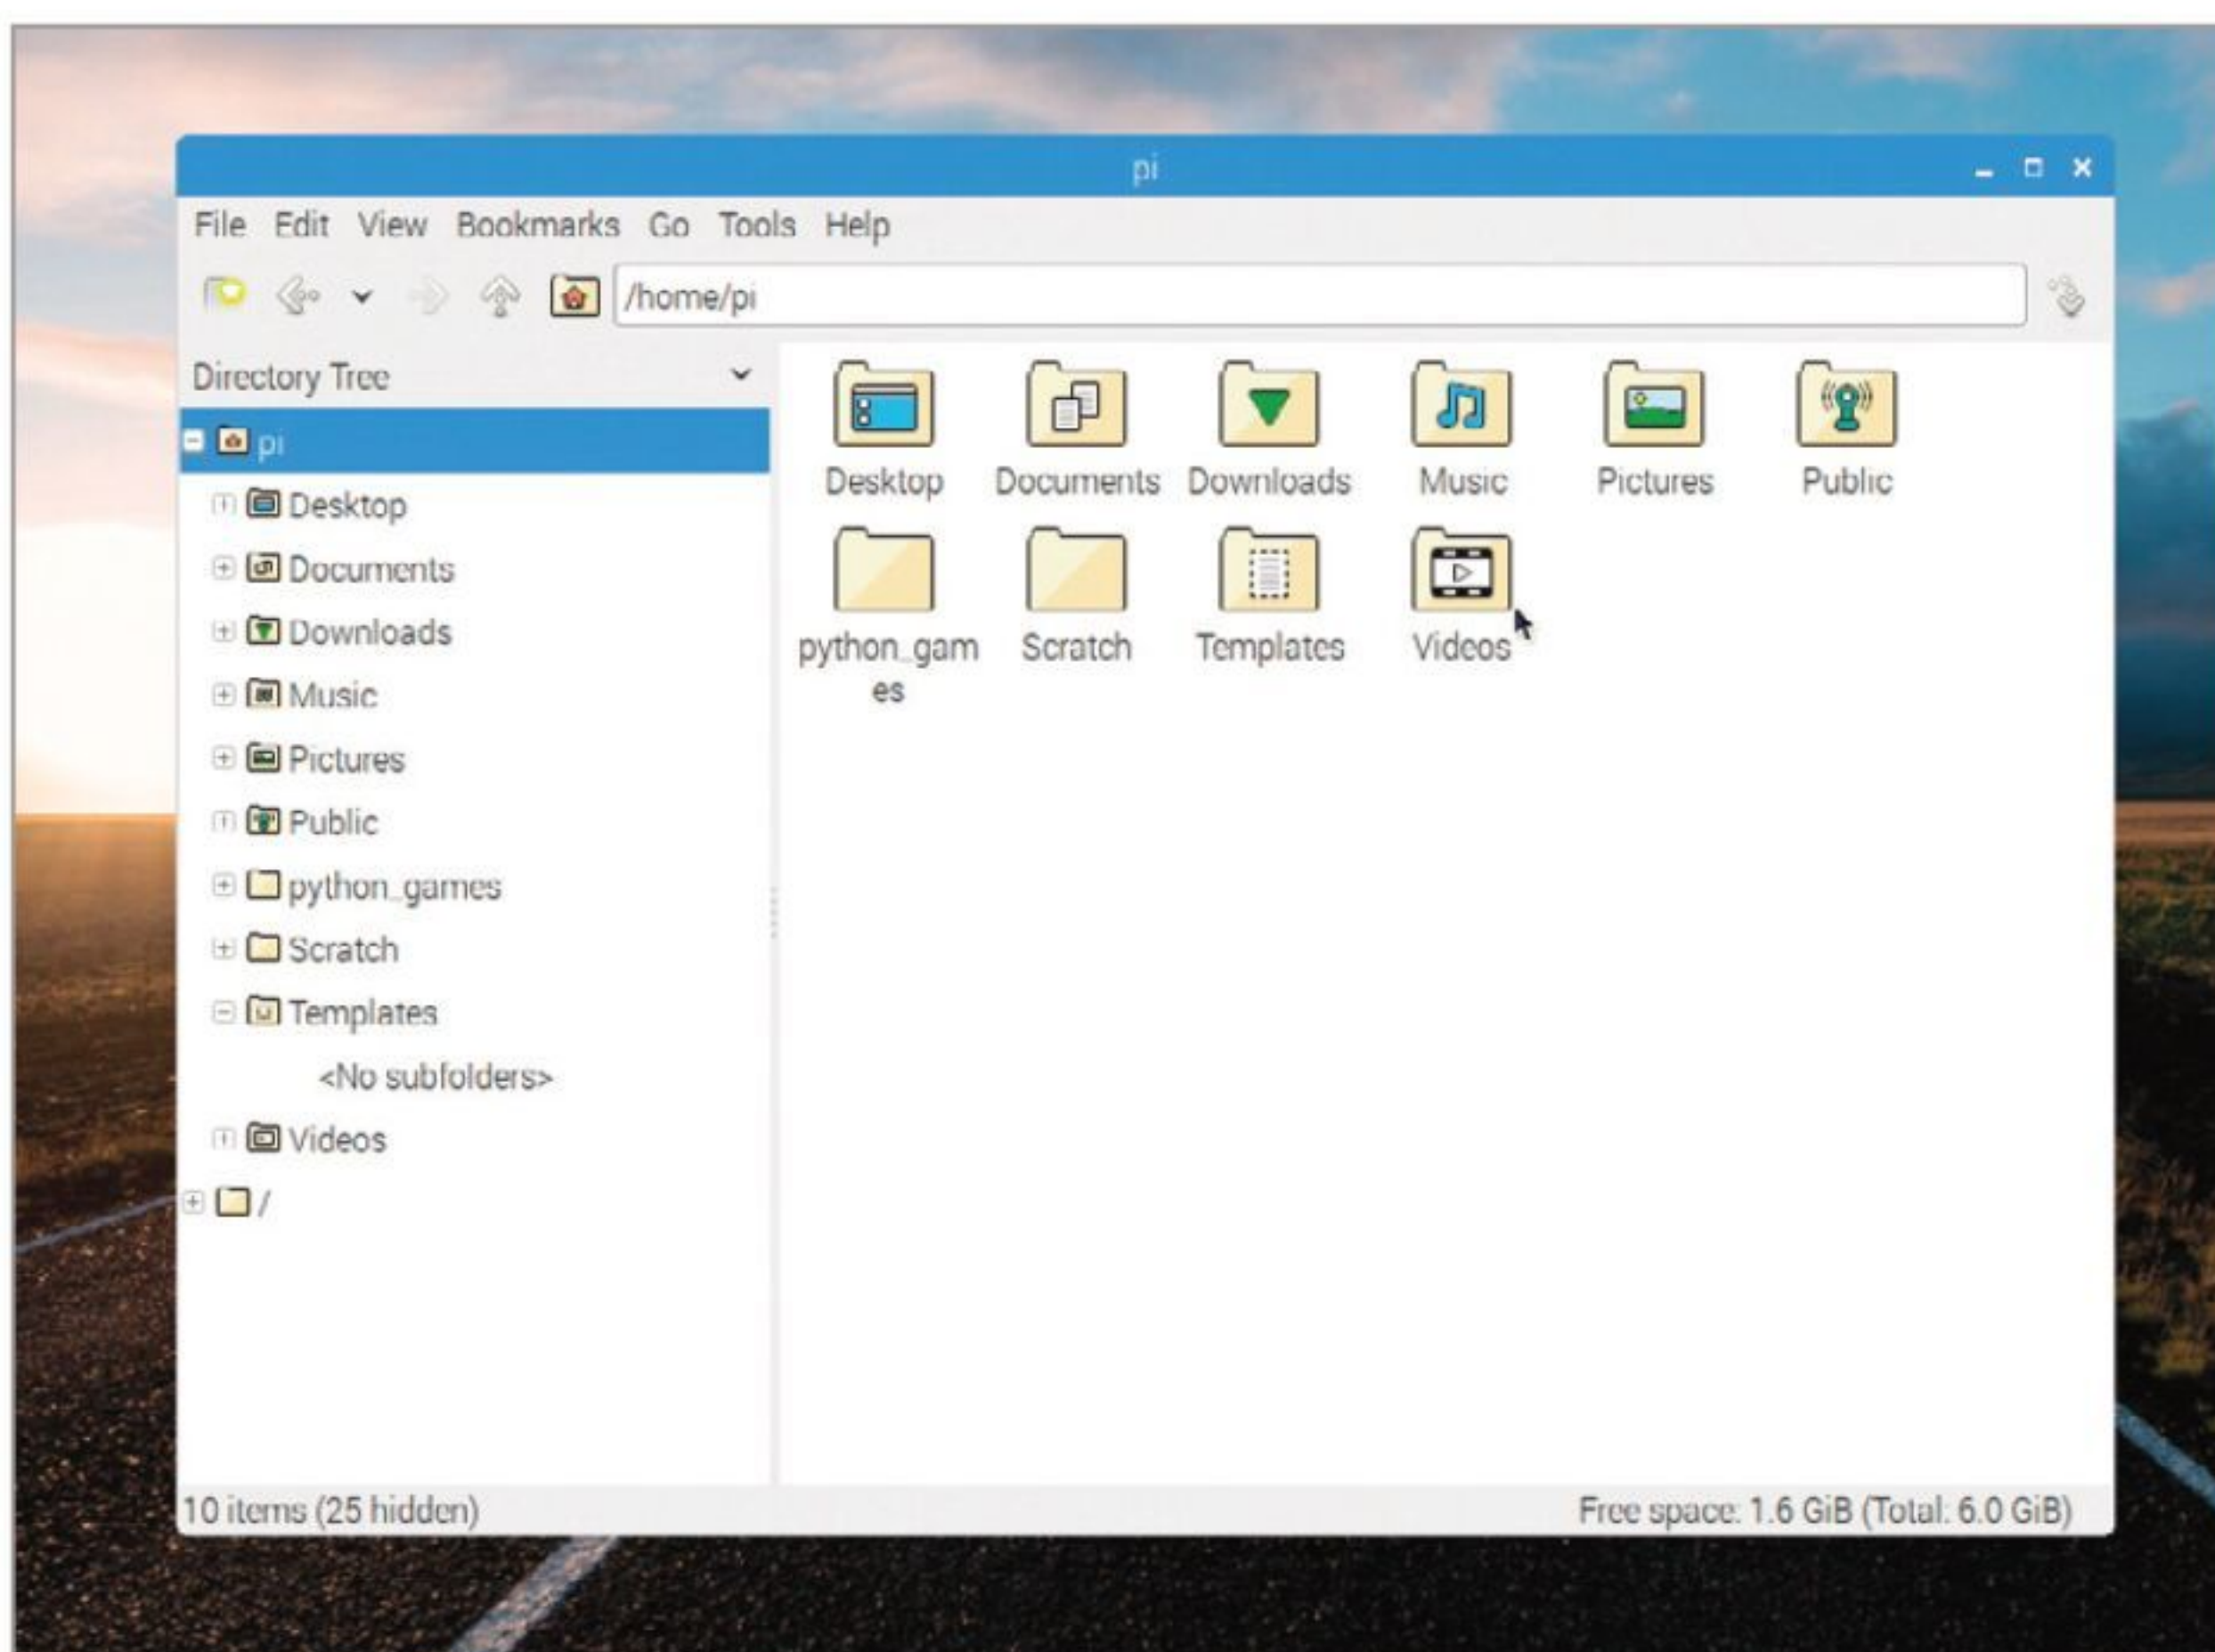 pi
File Edit View Bookmarks Go Tools Help
/home/pi
Directory Tree
pi
Desktop
Documents
Downloads
Music
Pictures
Public
python_games
Scratch
Templates
<No subfolders>
Videos
/
Desktop Documents Downloads Music Pictures Public
python_gam Scratch Templates Videos
es
10 items (25 hidden) Free space: 1.6 GiB (Total: 6.0 GiB)